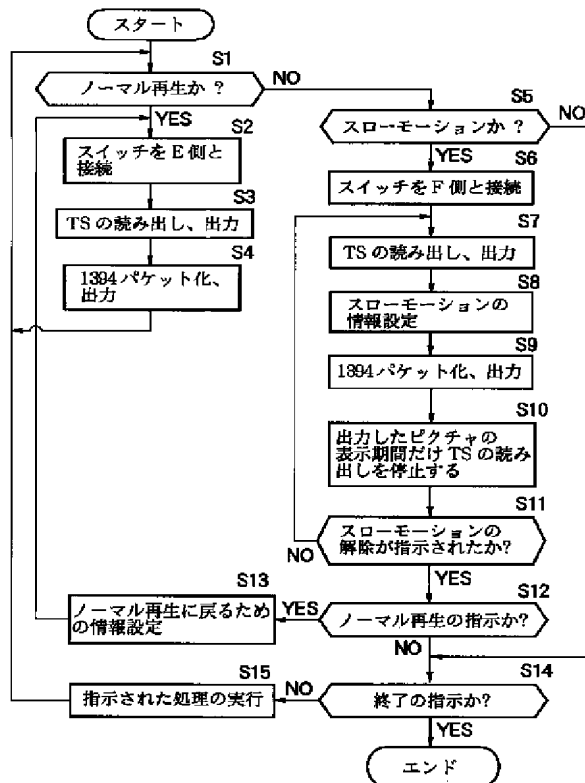 スタート
S1
ノーマル再生か ?
NO
YES
S2
スイッチをE側と
接続
S3
TSの読み出し、出力
S4
1394パケット化、
出力
S5
NO
スローモーションか ?
YES
S6
スイッチをF側と接続
S7
TSの読み出し、出力
S8
スローモーションの
情報設定
S9
1394パケット化、出力
S10
出力したピクチャの
表示期間だけTSの読み
出しを停止する
S11
スローモーションの
解除が指示されたか?
NO
YES
S12
ノーマル再生の指示か?
YES
NO
S13
ノーマル再生に戻るため
の情報設定
S14
終了の指示か?
NO
YES
S15
指示された処理の実行
エンド